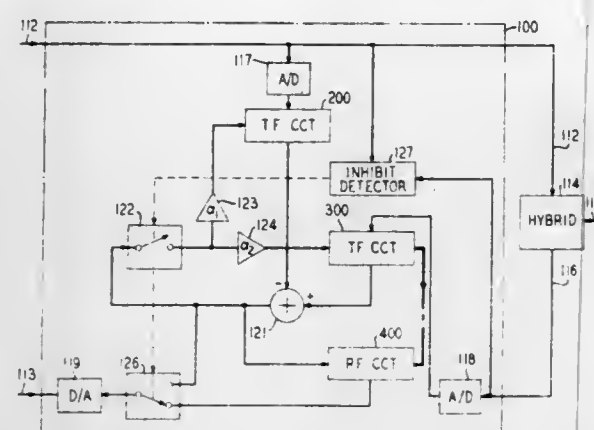 112
100
117
A/D
200
TF CCT
112
127
INHIBIT
DETECTOR
123
α1
114
HYBRID
122
124
α2
300
TF CCT
116
-
+
121
400
126
RF CCT
118
A/D
119
D/A
113